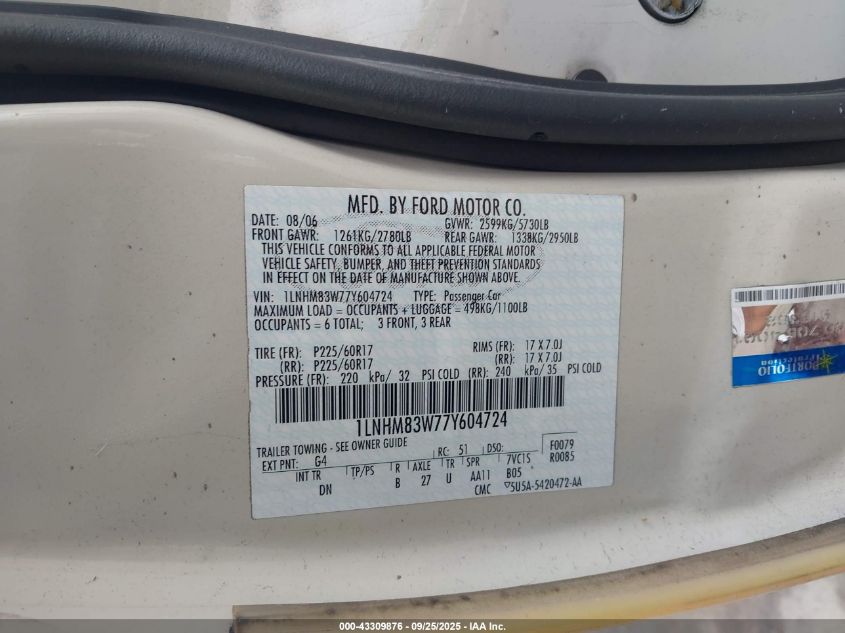 MFD. BY FORD MOTOR CO.
DATE: 08/06 GVWR: 2599KG/5730LB
FRONT GAWR: 1261KG/2780LB REAR GAWR: 1338KG/2950LB
THIS VEHICLE CONFORMS TO ALL APPLICABLE FEDERAL MOTOR
VEHICLE SAFETY, BUMPER, AND THEFT PREVENTION STANDARDS
IN EFFECT ON THE DATE OF MANUFACTURE SHOWN ABOVE.
VIN: 1LNHM83W77Y604724 TYPE: Passenger Car
MAXIMUM LOAD = OCCUPANTS + LUGGAGE = 498KG/1100LB
OCCUPANTS = 6 TOTAL; 3 FRONT, 3 REAR
TIRE (FR): P225/60R17 RIMS (FR): 17 X 7.0J
(RR): P225/60R17 (RR): 17 X 7.0J
PRESSURE (FR): 220 kPa/ 32 PSI COLD (RR): 240 kPa/ 35 PSI COLD
1LNHM83W77Y604724
TRAILER TOWING - SEE OWNER GUIDE
EXT PNT: G4 RC: 51 DSO: F0079
INT TR TP/PS R AXLE TR SPR 7VC1S R0085
DN B 27 U AA11 B05
CMC ▽5U5A-5420472-AA
PORTFOLIO
Protection
000-43309876 - 09/25/2025 - IAA Inc.